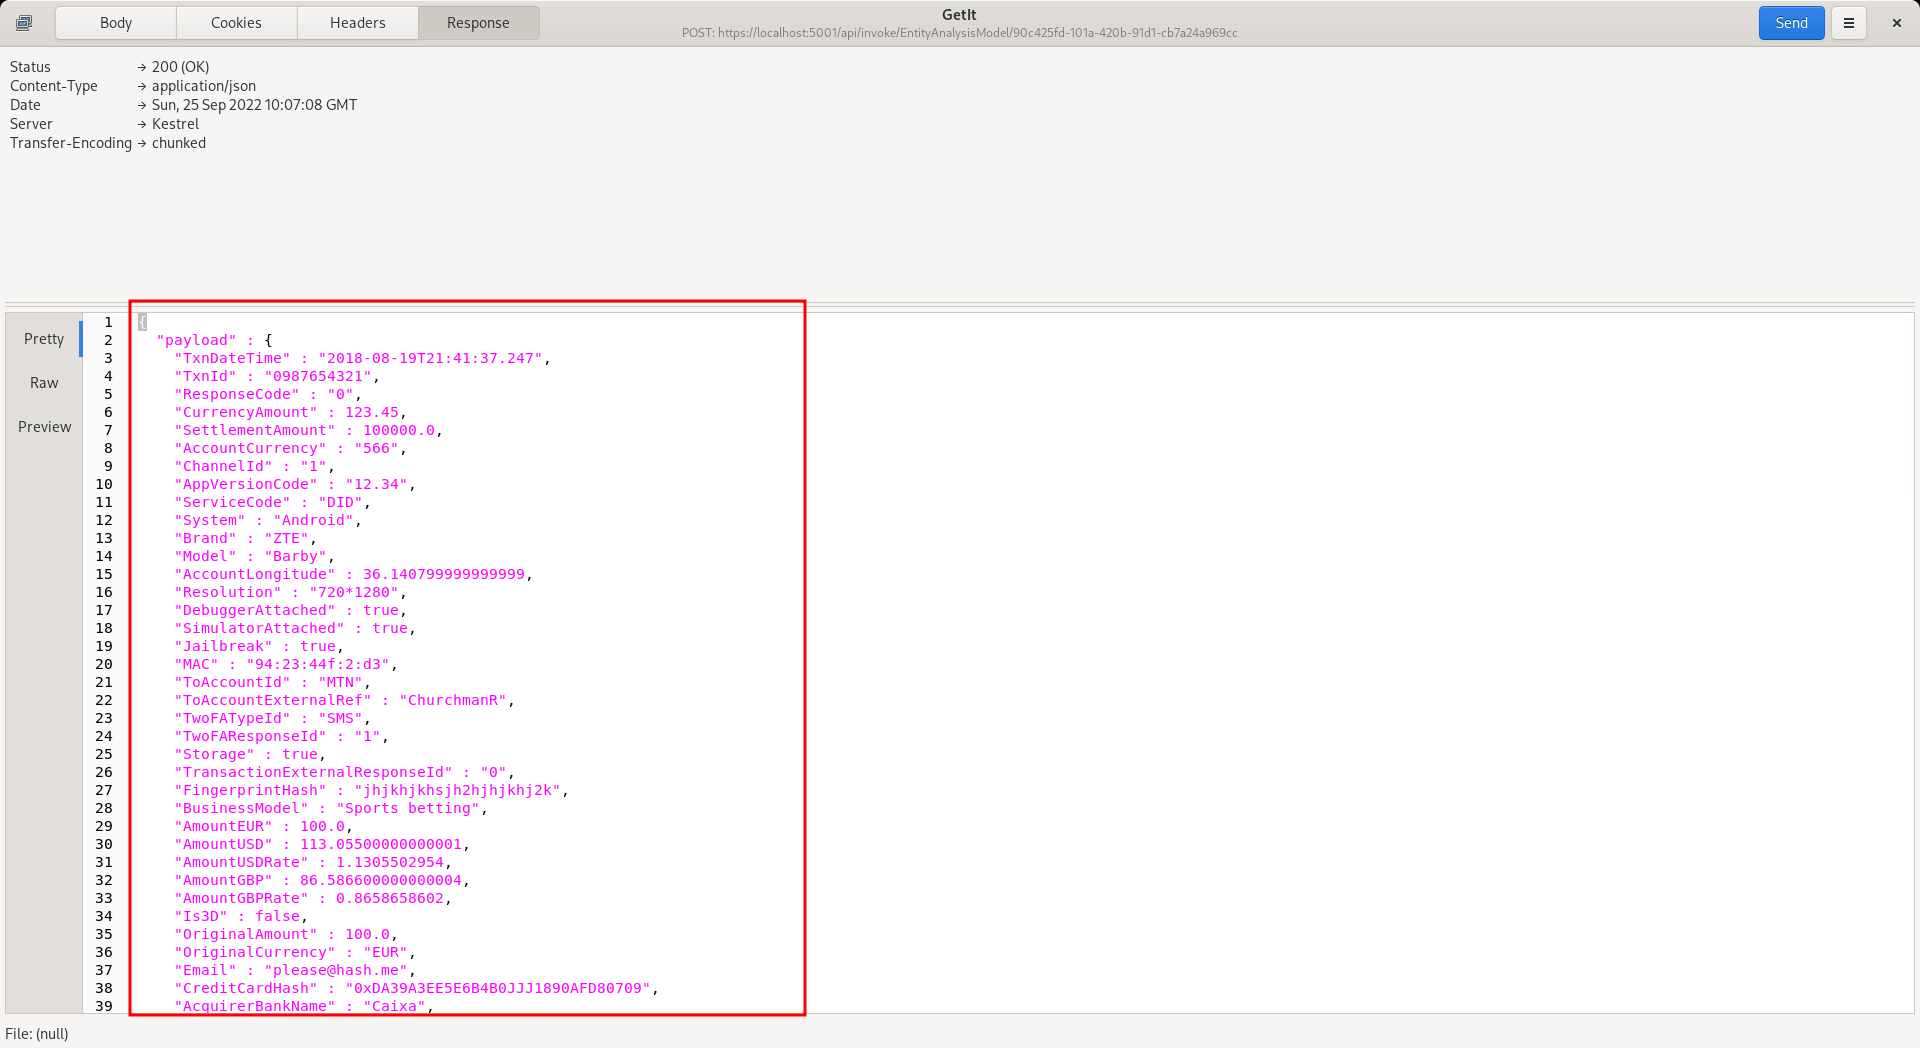 Body Cookies Headers Response GetIt Send
POST: https://localhost:5001/api/invoke/EntityAnalysisModel/90c425fd-101a-420b-91d1-cb7a24a969cc
Status → 200 (OK)
Content-Type → application/json
Date → Sun, 25 Sep 2022 10:07:08 GMT
Server → Kestrel
Transfer-Encoding → chunked
Pretty
Raw
Preview
1 {
2 "payload" : {
3 "TxnDateTime" : "2018-08-19T21:41:37.247",
4 "TxnId" : "0987654321",
5 "ResponseCode" : "0",
6 "CurrencyAmount" : 123.45,
7 "SettlementAmount" : 100000.0,
8 "AccountCurrency" : "566",
9 "ChannelId" : "1",
10 "AppVersionCode" : "12.34",
11 "ServiceCode" : "DID",
12 "System" : "Android",
13 "Brand" : "ZTE",
14 "Model" : "Barby",
15 "AccountLongitude" : 36.140799999999999,
16 "Resolution" : "720*1280",
17 "DebuggerAttached" : true,
18 "SimulatorAttached" : true,
19 "Jailbreak" : true,
20 "MAC" : "94:23:44f:2:d3",
21 "ToAccountId" : "MTN",
22 "ToAccountExternalRef" : "ChurchmanR",
23 "TwoFATypeId" : "SMS",
24 "TwoFAResponseId" : "1",
25 "Storage" : true,
26 "TransactionExternalResponseId" : "0",
27 "FingerprintHash" : "jhjkhjkhsjh2hjhjkhj2k",
28 "BusinessModel" : "Sports betting",
29 "AmountEUR" : 100.0,
30 "AmountUSD" : 113.05500000000001,
31 "AmountUSDRate" : 1.1305502954,
32 "AmountGBP" : 86.586600000000004,
33 "AmountGBPRate" : 0.8658658602,
34 "Is3D" : false,
35 "OriginalAmount" : 100.0,
36 "OriginalCurrency" : "EUR",
37 "Email" : "please@hash.me",
38 "CreditCardHash" : "0xDA39A3EE5E6B4B0JJJ1890AFD80709",
39 "AcquirerBankName" : "Caixa",
File: (null)